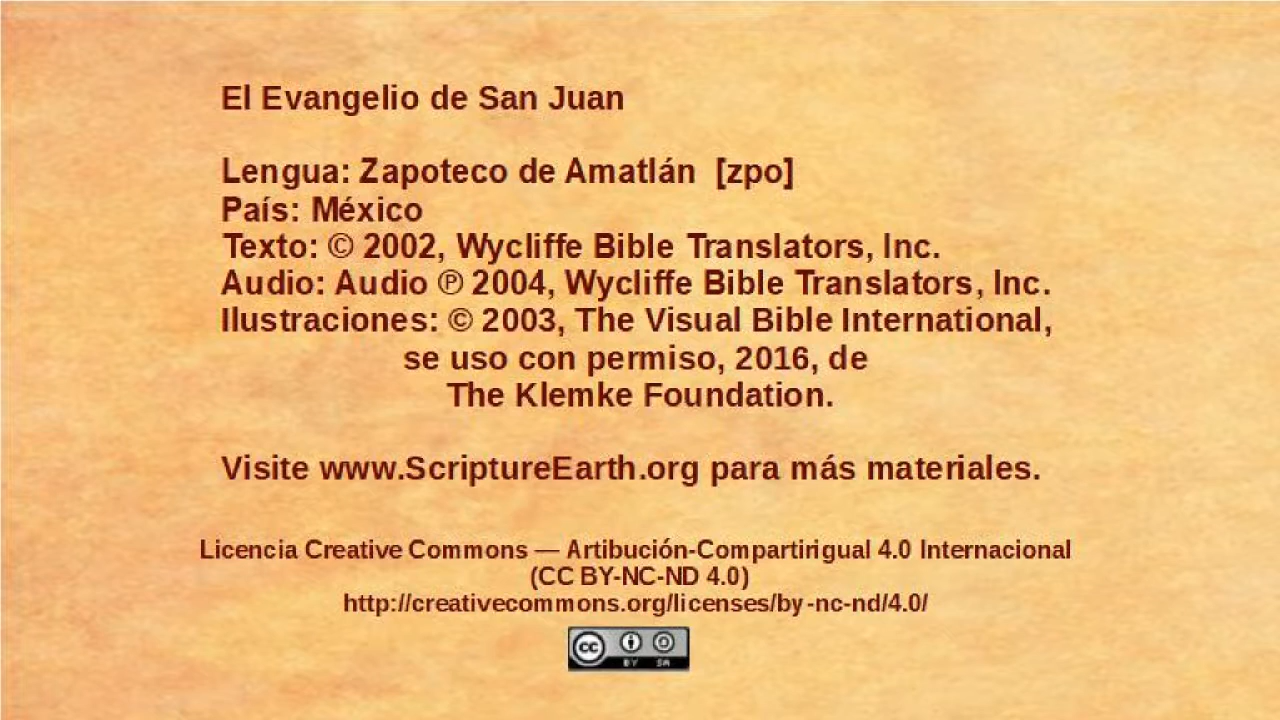 El Evangelio de San Juan
Lengua: Zapoteco de Amatlán [zpo]
País: México
Texto: © 2002, Wycliffe Bible Translators, Inc.
Audio: Audio ℗ 2004, Wycliffe Bible Translators, Inc.
Ilustraciones: © 2003, The Visual Bible International,
se uso con permiso, 2016, de
The Klemke Foundation.
Visite www.ScriptureEarth.org para más materiales.
Licencia Creative Commons — Artibución-Compartirigual 4.0 Internacional
(CC BY-NC-ND 4.0)
http://creativecommons.org/licenses/by-nc-nd/4.0/
cc
BY SA